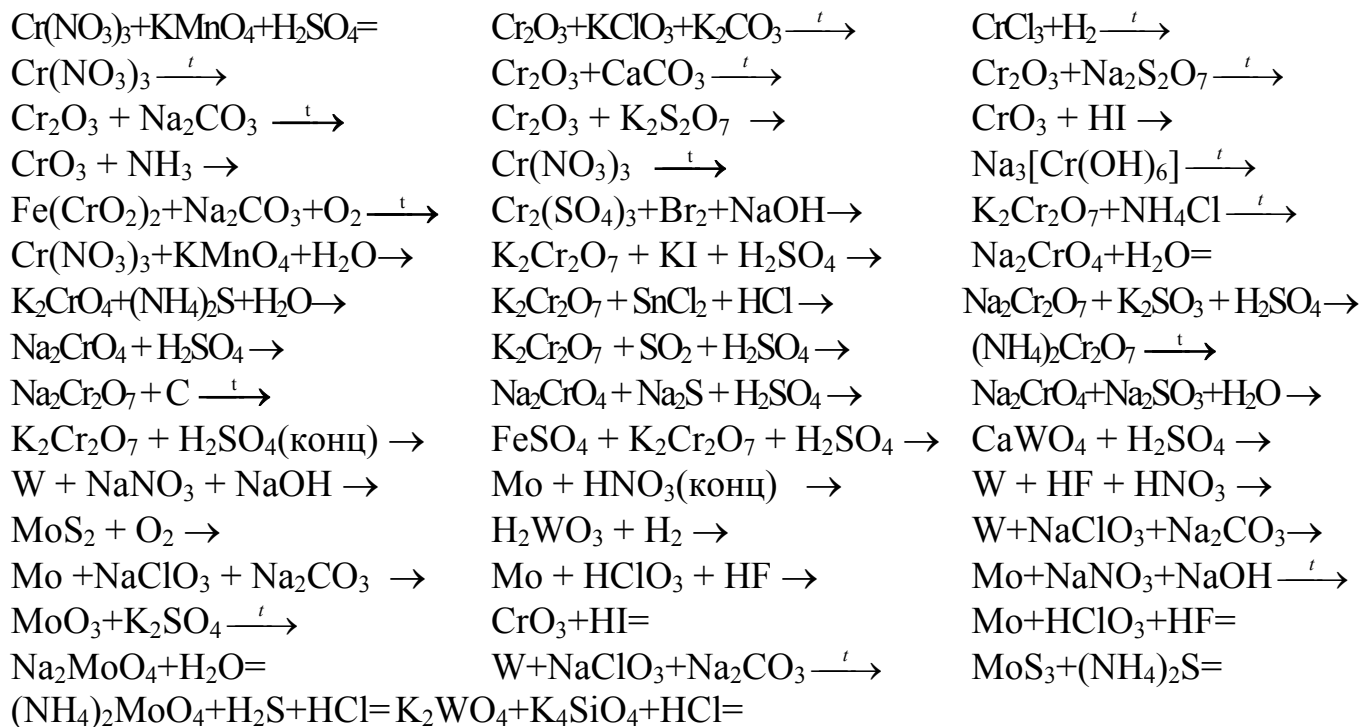 Cr(NO₃)₃+KMnO₄+H₂SO₄= Cr₂O₃+KClO₃+K₂CO₃ —t→ CrCl₃+H₂ —t→
Cr(NO₃)₃ —t→ Cr₂O₃+CaCO₃ —t→ Cr₂O₃+Na₂S₂O₇ —t→
Cr₂O₃ + Na₂CO₃ —t→ Cr₂O₃ + K₂S₂O₇ → CrO₃ + HI →
CrO₃ + NH₃ → Cr(NO₃)₃ —t→ Na₃[Cr(OH)₆] —t→
Fe(CrO₂)₂+Na₂CO₃+O₂ —t→ Cr₂(SO₄)₃+Br₂+NaOH→ K₂Cr₂O₇+NH₄Cl —t→
Cr(NO₃)₃+KMnO₄+H₂O→ K₂Cr₂O₇ + KI + H₂SO₄ → Na₂CrO₄+H₂O=
K₂CrO₄+(NH₄)₂S+H₂O→ K₂Cr₂O₇ + SnCl₂ + HCl→ Na₂Cr₂O₇ + K₂SO₃ + H₂SO₄→
Na₂CrO₄ + H₂SO₄→ K₂Cr₂O₇ + SO₂ + H₂SO₄→ (NH₄)₂Cr₂O₇ —t→
Na₂Cr₂O₇ + C —t→ Na₂CrO₄ + Na₂S + H₂SO₄→ Na₂CrO₄+Na₂SO₃+H₂O→
K₂Cr₂O₇ + H₂SO₄(конц) → FeSO₄ + K₂Cr₂O₇ + H₂SO₄→ CaWO₄ + H₂SO₄→
W + NaNO₃ + NaOH → Mo + HNO₃(конц) → W + HF + HNO₃→
MoS₂ + O₂ → H₂WO₃ + H₂→ W+NaClO₃+Na₂CO₃→
Mo +NaClO₃ + Na₂CO₃ → Mo + HClO₃ + HF → Mo+NaNO₃+NaOH —t→
MoO₃+K₂SO₄ —t→ CrO₃+HI= Mo+HClO₃+HF=
Na₂MoO₄+H₂O= W+NaClO₃+Na₂CO₃ —t→ MoS₃+(NH₄)₂S=
(NH₄)₂MoO₄+H₂S+HCl= K₂WO₄+K₄SiO₄+HCl=